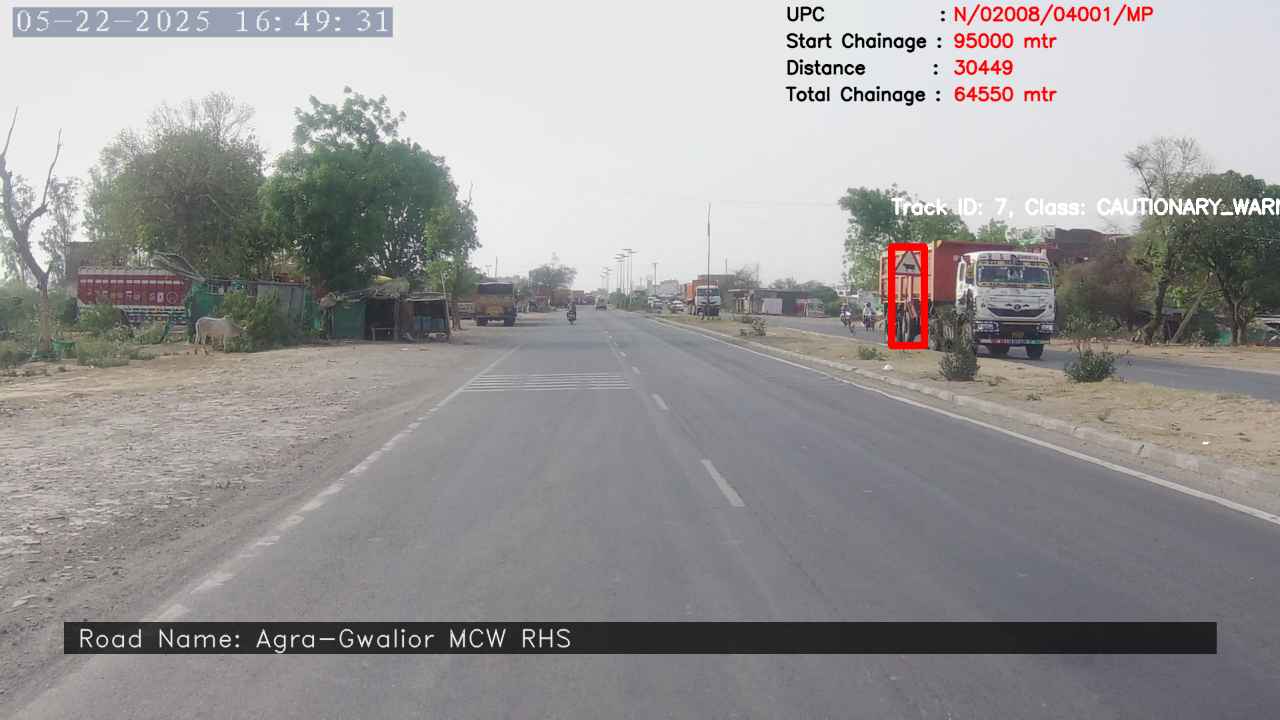 05-22-2025 16:49:31
UPC : N/02008/04001/MP
Start Chainage : 95000 mtr
Distance : 30449
Total Chainage : 64550 mtr
Track ID: 7, Class: CAUTIONARY_WARN
Road Name: Agra-Gwalior MCW RHS